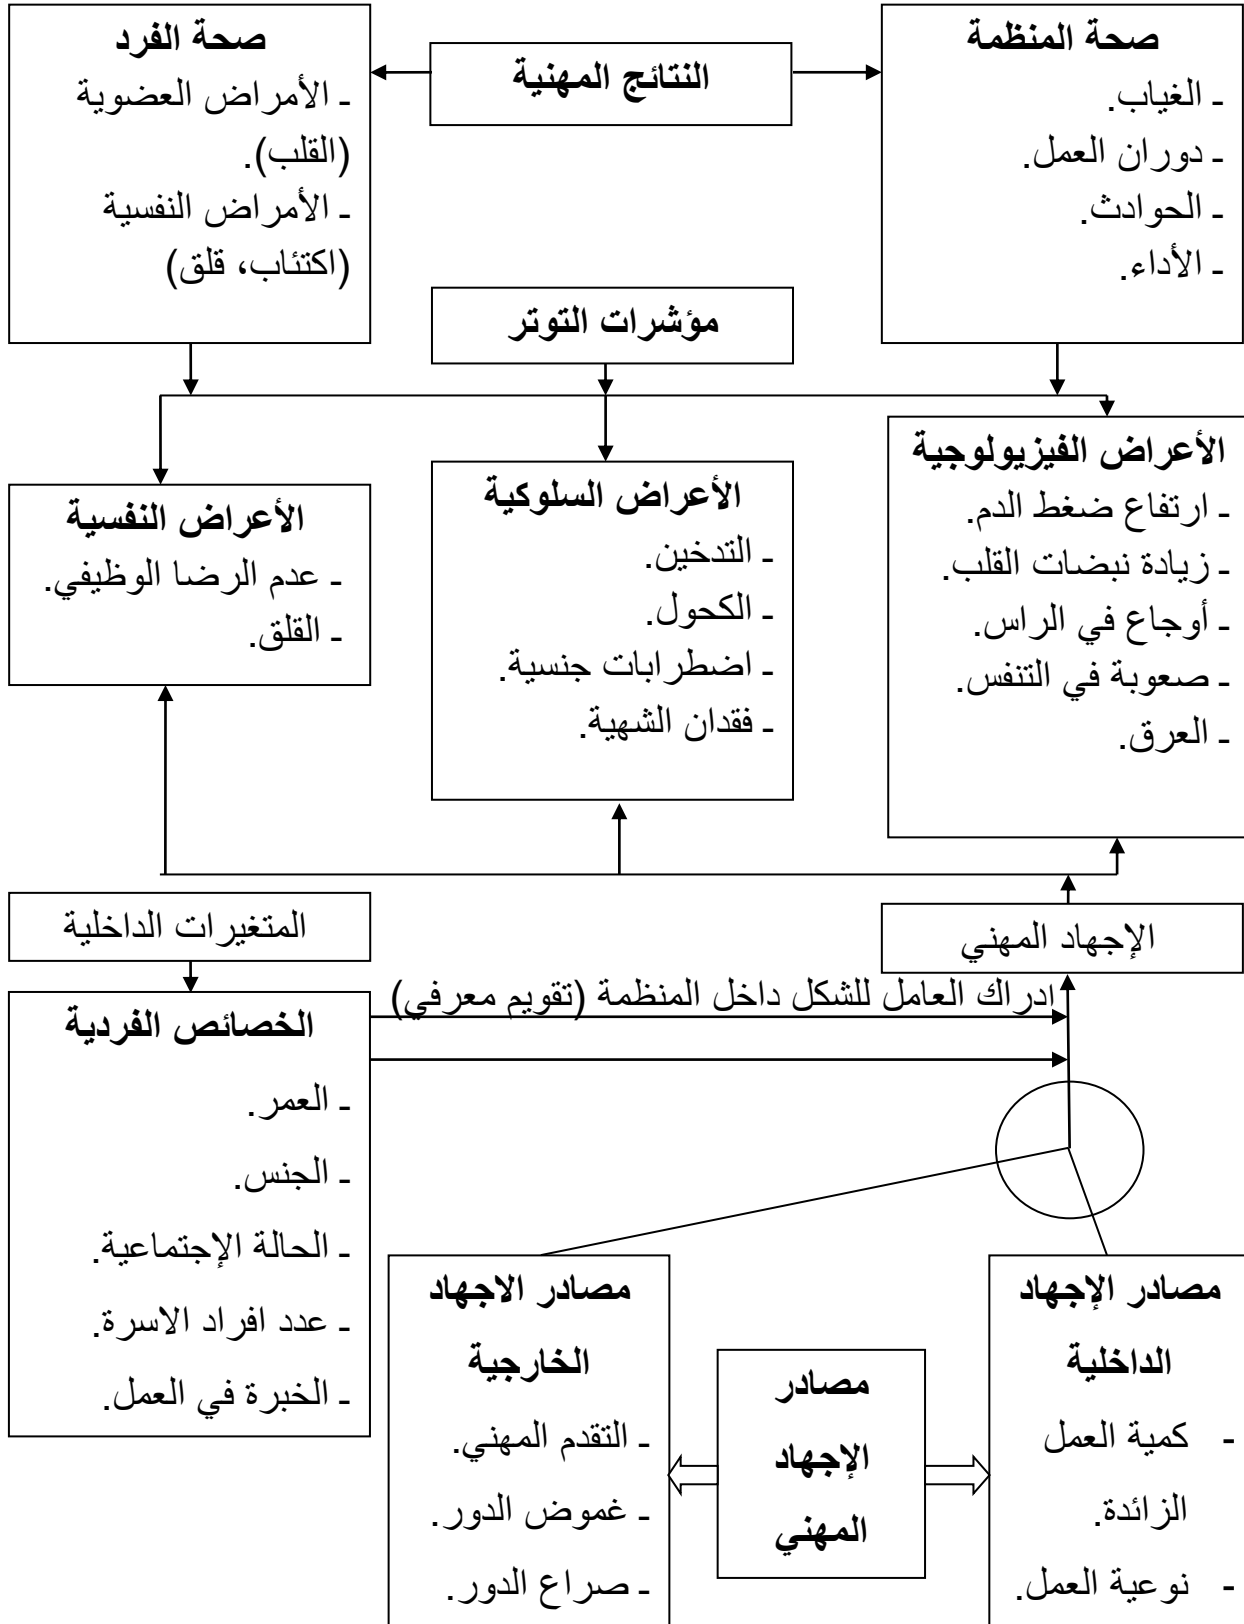 صحة المنظمة
- الغياب.
- دوران العمل.
- الحوادث.
- الأداء.
النتائج المهنية
صحة الفرد
- الأمراض العضوية
(القلب).
- الأمراض النفسية
(اكتئاب، قلق)
مؤشرات التوتر
الأعراض الفيزيولوجية
- ارتفاع ضغط الدم.
- زيادة نبضات القلب.
- أوجاع في الراس.
- صعوبة في التنفس.
- العرق.
الأعراض السلوكية
- التدخين.
- الكحول.
- اضطرابات جنسية.
- فقدان الشهية.
الأعراض النفسية
- عدم الرضا الوظيفي.
- القلق.
الإجهاد المهني
المتغيرات الداخلية
ادراك العامل للشكل داخل المنظمة (تقويم معرفي)
الخصائص الفردية
- العمر.
- الجنس.
- الحالة الإجتماعية.
- عدد افراد الاسرة.
- الخبرة في العمل.
مصادر الإجهاد
الداخلية
- كمية العمل
الزائدة.
- نوعية العمل.
مصادر
الإجهاد
المهني
مصادر الاجهاد
الخارجية
- التقدم المهني.
- غموض الدور.
- صراع الدور.